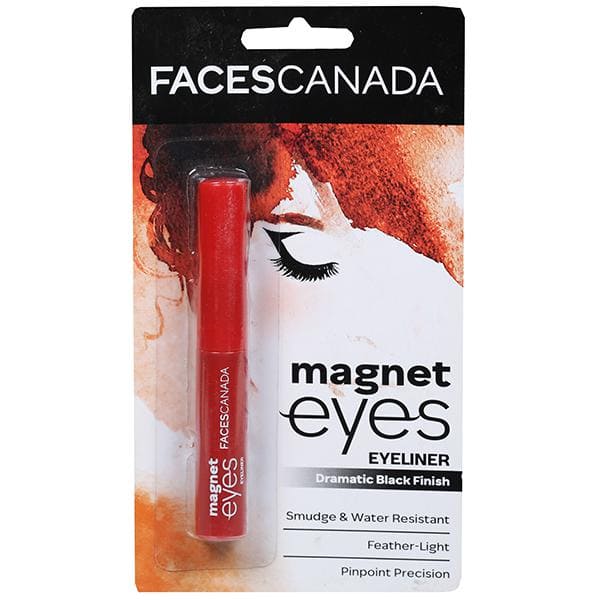 FACESCANADA
magnet
eyes
EYELINER
Dramatic Black Finish
Smudge & Water Resistant
Feather-Light
Pinpoint Precision
magnet
eyes
EYELINER
FACESCANADA